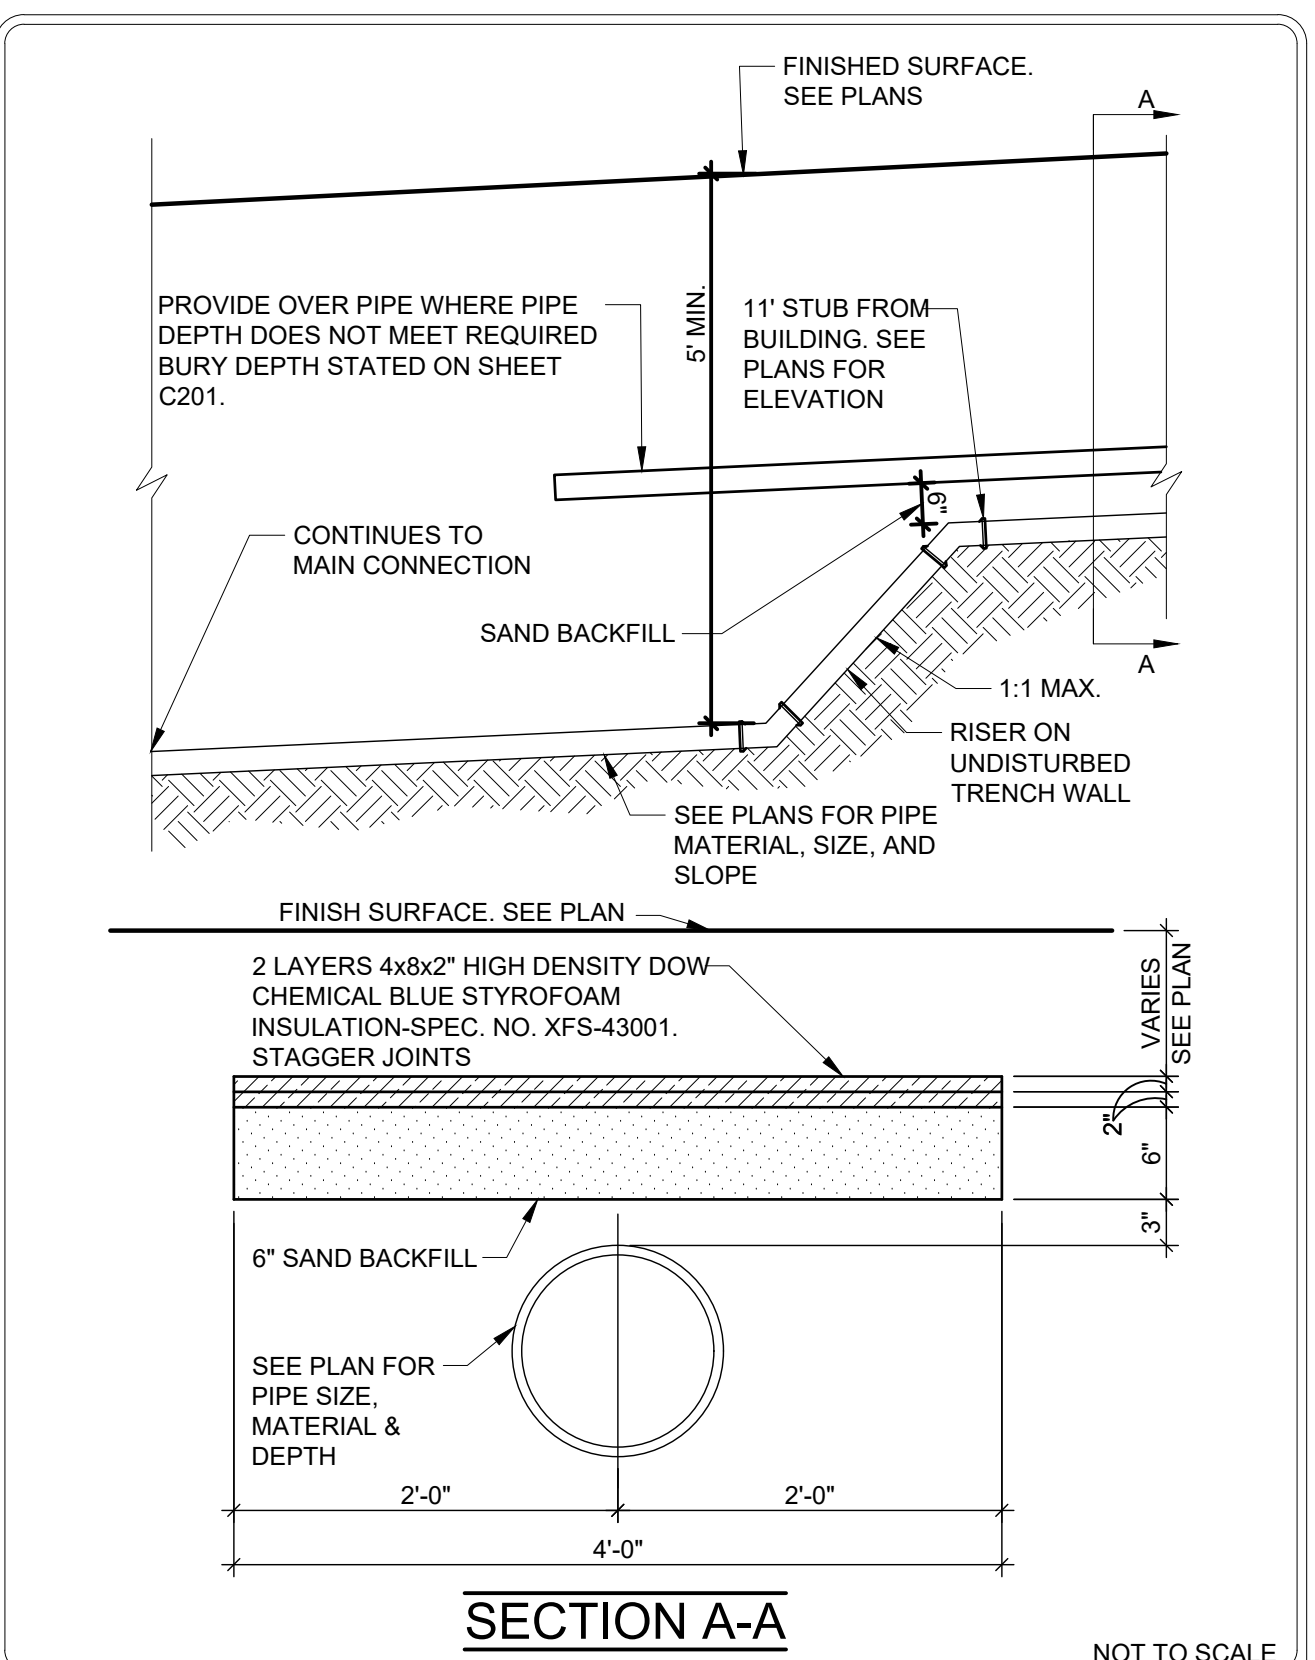 FINISHED SURFACE.
SEE PLANS
A
PROVIDE OVER PIPE WHERE PIPE
DEPTH DOES NOT MEET REQUIRED
BURY DEPTH STATED ON SHEET
C201.
5' MIN.
11' STUB FROM
BUILDING. SEE
PLANS FOR
ELEVATION
6"
CONTINUES TO
MAIN CONNECTION
SAND BACKFILL
A
1:1 MAX.
RISER ON
UNDISTURBED
TRENCH WALL
SEE PLANS FOR PIPE
MATERIAL, SIZE, AND
SLOPE
FINISH SURFACE. SEE PLAN
2 LAYERS 4x8x2" HIGH DENSITY DOW
CHEMICAL BLUE STYROFOAM
INSULATION-SPEC. NO. XFS-43001.
STAGGER JOINTS
VARIES
SEE PLAN
2"
6"
3"
6" SAND BACKFILL
SEE PLAN FOR
PIPE SIZE,
MATERIAL &
DEPTH
2'-0"
2'-0"
4'-0"
SECTION A-A
NOT TO SCALE